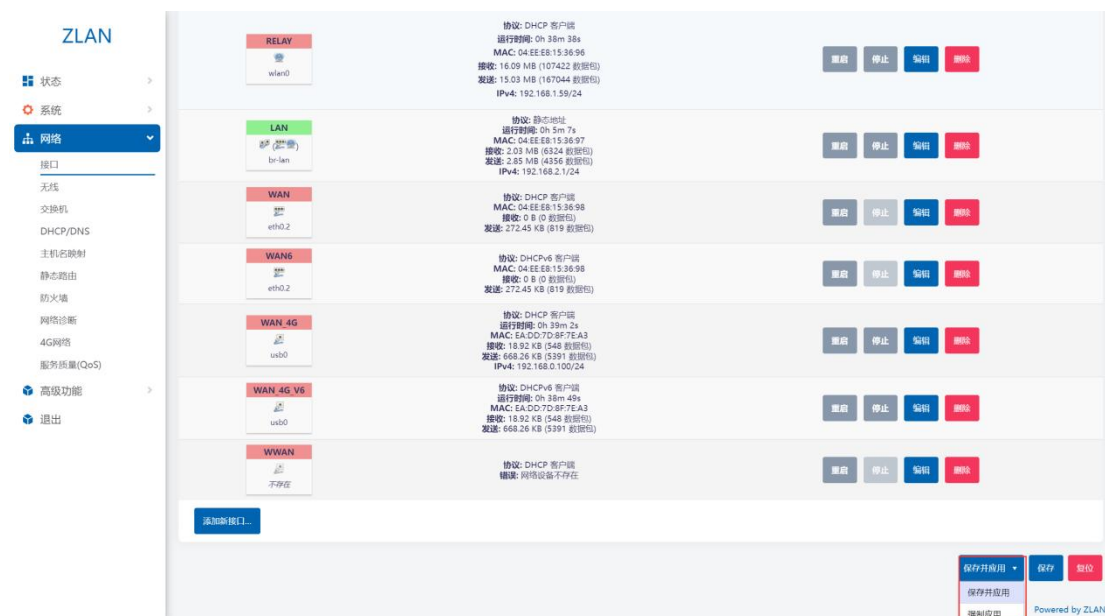 ZLAN
状态
系统
网络
接口
无线
交换机
DHCP/DNS
主机名映射
静态路由
防火墙
网络诊断
4G网络
服务质量(QoS)
高级功能
退出
RELAY
wlan0
协议: DHCP 客户端
运行时间: 0h 38m 38s
MAC: 04:EE:E8:15:36:96
接收: 16.09 MB (107422 数据包)
发送: 15.03 MB (167044 数据包)
IPv4: 192.168.1.59/24
重启 停止 编辑 删除
LAN
br-lan
协议: 静态地址
运行时间: 0h 5m 7s
MAC: 04:EE:E8:15:36:97
接收: 2.03 MB (6324 数据包)
发送: 2.85 MB (4356 数据包)
IPv4: 192.168.2.1/24
重启 停止 编辑 删除
WAN
eth0.2
协议: DHCP 客户端
MAC: 04:EE:E8:15:36:98
接收: 0 B (0 数据包)
发送: 272.45 KB (819 数据包)
重启 停止 编辑 删除
WAN6
eth0.2
协议: DHCPv6 客户端
MAC: 04:EE:E8:15:36:98
接收: 0 B (0 数据包)
发送: 272.45 KB (819 数据包)
重启 停止 编辑 删除
WAN_4G
usb0
协议: DHCP 客户端
运行时间: 0h 39m 2s
MAC: EA:DD:7D:8F:7E:A3
接收: 18.92 KB (548 数据包)
发送: 668.26 KB (5391 数据包)
IPv4: 192.168.0.100/24
重启 停止 编辑 删除
WAN_4G_V6
usb0
协议: DHCPv6 客户端
运行时间: 0h 38m 49s
MAC: EA:DD:7D:8F:7E:A3
接收: 18.92 KB (548 数据包)
发送: 668.26 KB (5391 数据包)
重启 停止 编辑 删除
WWAN
不存在
协议: DHCP 客户端
错误: 网络设备不存在
重启 停止 编辑 删除
添加新接口...
保存并应用 保存 复位
保存并应用
强制应用
Powered by ZLAN